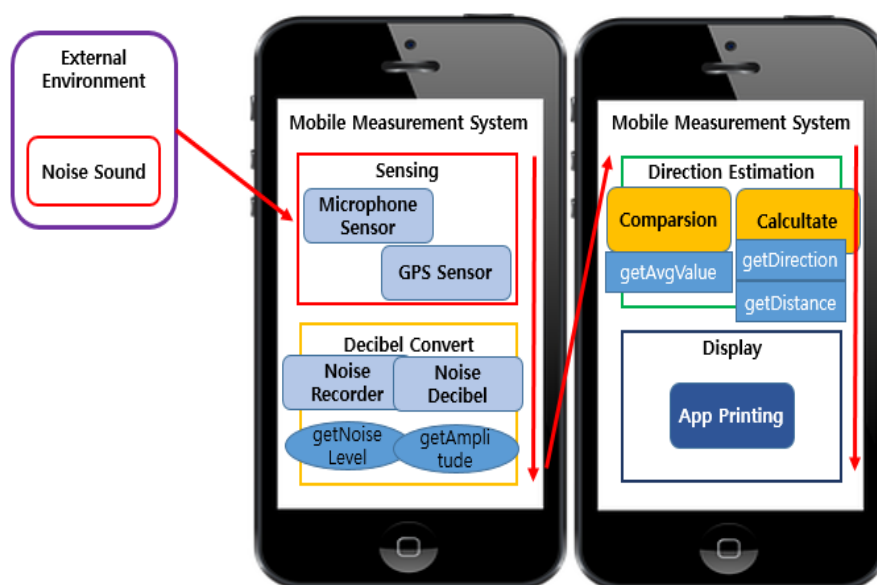 External
Environment
Noise Sound
Mobile Measurement System
Sensing
Microphone
Sensor
GPS Sensor
Decibel Convert
Noise
Recorder
Noise
Decibel
getNoise
Level
getAmpli
tude
Mobile Measurement System
Direction Estimation
Comparsion
Calcultate
getAvgValue
getDirection
getDistance
Display
App Printing